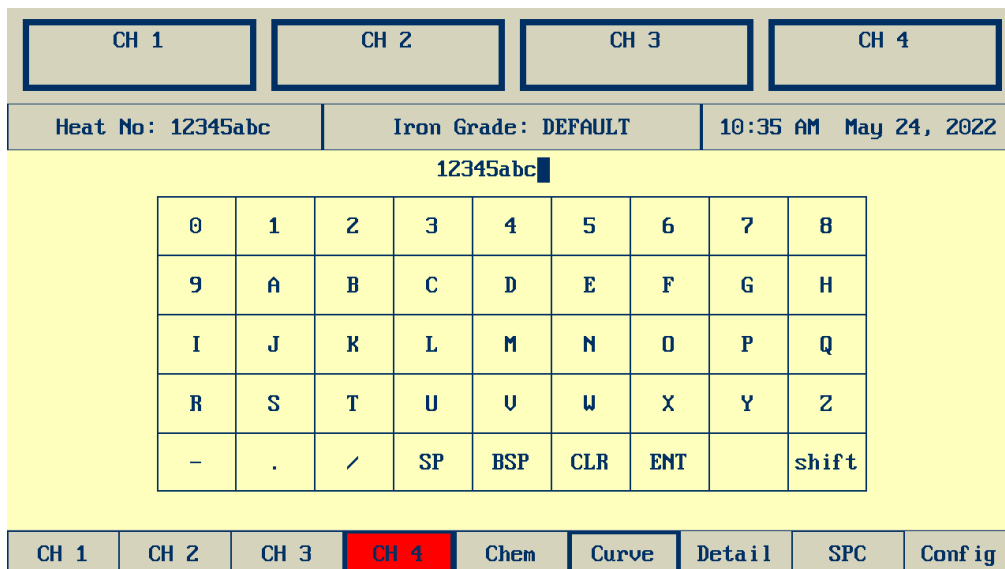 CH 1 CH 2 CH 3 CH 4
Heat No: 12345abc Iron Grade: DEFAULT 10:35 AM May 24, 2022
12345abc
0 1 2 3 4 5 6 7 8
9 A B C D E F G H
I J K L M N O P Q
R S T U V W X Y Z
- . / SP BSP CLR ENT shift
CH 1 CH 2 CH 3 CH 4 Chem Curve Detail SPC Config